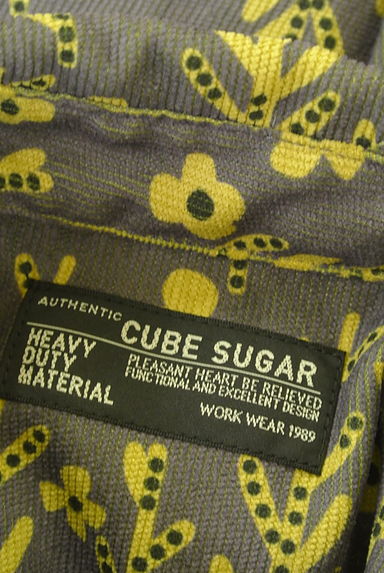 AUTHENTIC
CUBE SUGAR
HEAVY
DUTY
MATERIAL
PLEASANT HEART BE RELIEVED
FUNCTIONAL AND EXCELLENT DESIGN
WORK WEAR 1989